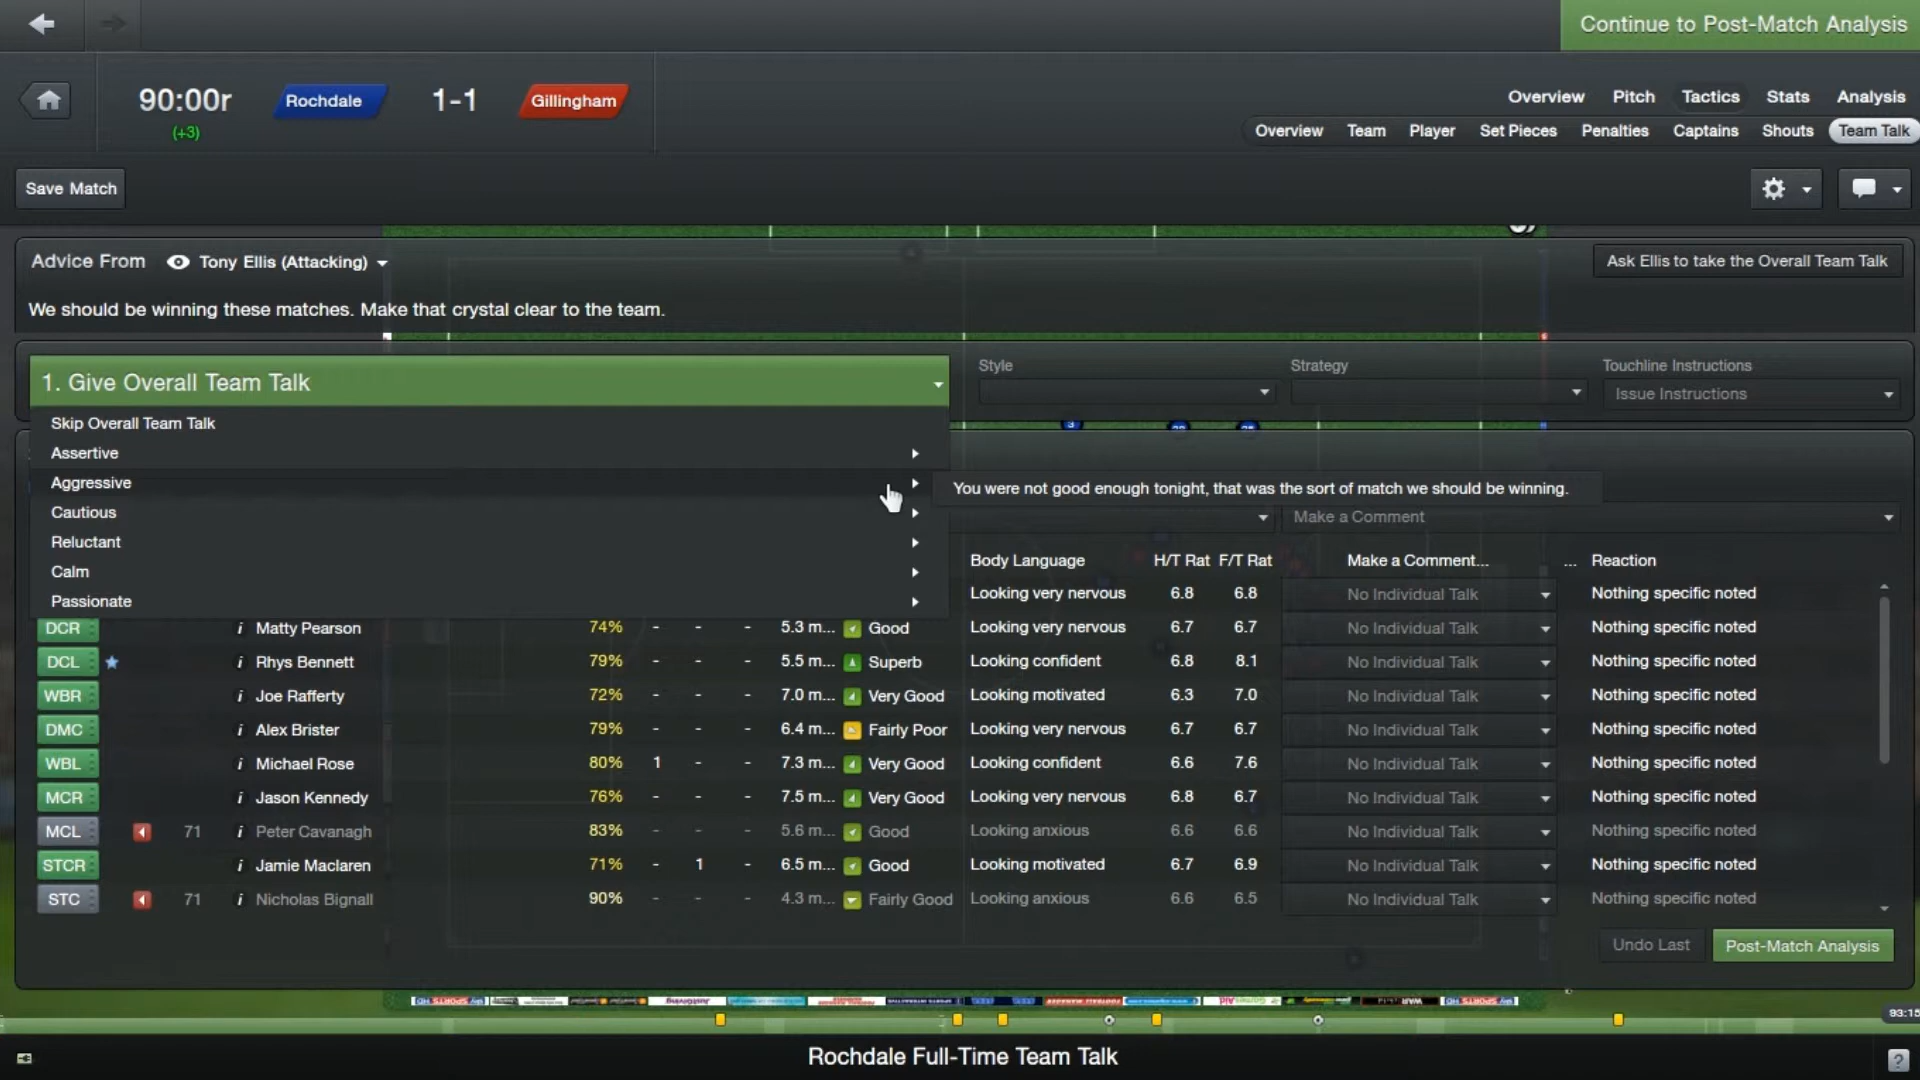 Continue to Post-Match Analysis
90:00r
(+3)
Rochdale
1-1
Gillingham
Overview Pitch Tactics Stats Analysis
Overview Team Player Set Pieces Penalties Captains Shouts Team Talk
Save Match
Advice From Tony Ellis (Attacking)
Ask Ellis to take the Overall Team Talk
We should be winning these matches. Make that crystal clear to the team.
1. Give Overall Team Talk
Style
Strategy
Touchline Instructions
Issue Instructions
Skip Overall Team Talk
Assertive
Aggressive
Cautious
Reluctant
Calm
Passionate
You were not good enough tonight, that was the sort of match we should be winning.
Make a Comment
Body Language H/T Rat F/T Rat Make a Comment... ... Reaction
Looking very nervous 6.8 6.8 No Individual Talk Nothing specific noted
DCR i Matty Pearson 74% - - - 5.3 m... Good Looking very nervous 6.7 6.7 No Individual Talk Nothing specific noted
DCL i Rhys Bennett 79% - - - 5.5 m... Superb Looking confident 6.8 8.1 No Individual Talk Nothing specific noted
WBR i Joe Rafferty 72% - - - 7.0 m... Very Good Looking motivated 6.3 7.0 No Individual Talk Nothing specific noted
DMC i Alex Brister 79% - - - 6.4 m... Fairly Poor Looking very nervous 6.7 6.7 No Individual Talk Nothing specific noted
WBL i Michael Rose 80% 1 - - 7.3 m... Very Good Looking confident 6.6 7.6 No Individual Talk Nothing specific noted
MCR i Jason Kennedy 76% - - - 7.5 m... Very Good Looking very nervous 6.8 6.7 No Individual Talk Nothing specific noted
MCL 71 i Peter Cavanagh 83% - - - 5.6 m... Good Looking anxious 6.6 6.6 No Individual Talk Nothing specific noted
STCR i Jamie Maclaren 71% - 1 - 6.5 m... Good Looking motivated 6.7 6.9 No Individual Talk Nothing specific noted
STC 71 i Nicholas Bignall 90% - - - 4.3 m... Fairly Good Looking anxious 6.6 6.5 No Individual Talk Nothing specific noted
Undo Last
Post-Match Analysis
93:15
Rochdale Full-Time Team Talk
?